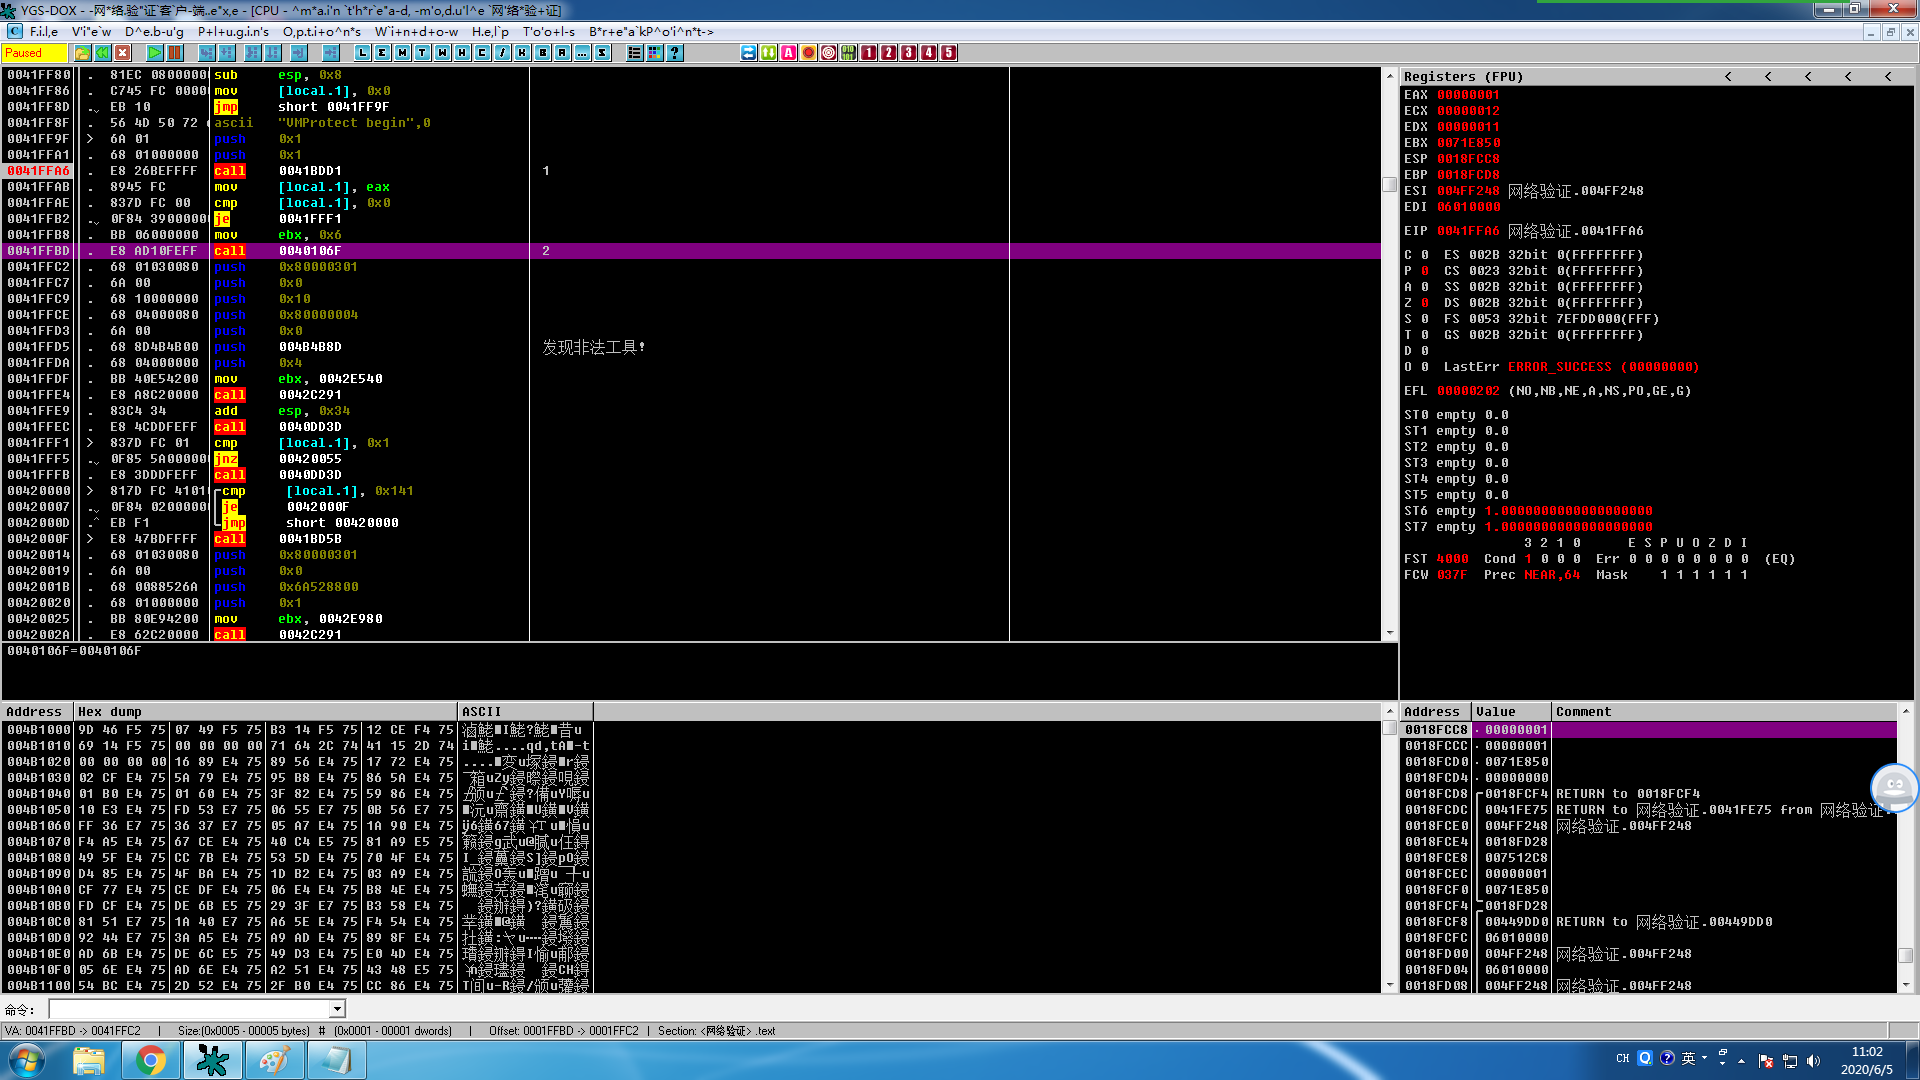 YGS-DOX - -网*络.验"证`客户-端..e"x,e - [CPU - ^m*a.i'n `t'h*r`e"a-d, -m'o,d.u'l^e `网'络*验+证]
F.i.l,e V'i"e`w D^e.b-u'g P+l+u.g.i.n's O,p.t.i+o^n*s W`i+n+d+o-w H.e,l`p T'o'o+l-s B*r+e"a`kP^o'i^n*t->
Paused
L E M T W H C / K B R ... S
1 2 3 4 5
0041FF80 . 81EC 0800000 sub esp, 0x8
0041FF86 . C745 FC 0000 mov [local.1], 0x0
0041FF8D . EB 10 jmp short 0041FF9F
0041FF8F . 56 4D 50 72 ascii "VMProtect begin",0
0041FF9F > 6A 01 push 0x1
0041FFA1 . 68 01000000 push 0x1
0041FFA6 . E8 26BEFFFF call 0041BDD1 1
0041FFAB . 8945 FC mov [local.1], eax
0041FFAE . 837D FC 00 cmp [local.1], 0x0
0041FFB2 . 0F84 3900000 je 0041FFF1
0041FFB8 . BB 06000000 mov ebx, 0x6
0041FFBD . E8 AD10FEFF call 0040106F 2
0041FFC2 . 68 01030080 push 0x80000301
0041FFC7 . 6A 00 push 0x0
0041FFC9 . 68 10000000 push 0x10
0041FFCE . 68 04000080 push 0x80000004
0041FFD3 . 6A 00 push 0x0
0041FFD5 . 68 8D4B4B00 push 004B4B8D 发现非法工具!
0041FFDA . 68 04000000 push 0x4
0041FFDF . BB 40E54200 mov ebx, 0042E540
0041FFE4 . E8 A8C20000 call 0042C291
0041FFE9 . 83C4 34 add esp, 0x34
0041FFEC . E8 4CDDFEFF call 0040DD3D
0041FFF1 > 837D FC 01 cmp [local.1], 0x1
0041FFF5 . 0F85 5A00000 jnz 00420055
0041FFFB . E8 3DDDFEFF call 0040DD3D
00420000 > 817D FC 4101 cmp [local.1], 0x141
00420007 . 0F84 0200000 je 0042000F
0042000D . EB F1 jmp short 00420000
0042000F > E8 47BDFFFF call 0041BD5B
00420014 . 68 01030080 push 0x80000301
00420019 . 6A 00 push 0x0
0042001B . 68 0088526A push 0x6A528800
00420020 . 68 01000000 push 0x1
00420025 . BB 80E94200 mov ebx, 0042E980
0042002A . E8 62C20000 call 0042C291
0040106F=0040106F
Registers (FPU) < < < < <
EAX 00000001
ECX 00000012
EDX 00000011
EBX 0071E850
ESP 0018FCC8
EBP 0018FCD8
ESI 004FF248 网络验证.004FF248
EDI 06010000
EIP 0041FFA6 网络验证.0041FFA6
C 0 ES 002B 32bit 0(FFFFFFFF)
P 0 CS 0023 32bit 0(FFFFFFFF)
A 0 SS 002B 32bit 0(FFFFFFFF)
Z 0 DS 002B 32bit 0(FFFFFFFF)
S 0 FS 0053 32bit 7EFDD000(FFF)
T 0 GS 002B 32bit 0(FFFFFFFF)
D 0
O 0 LastErr ERROR_SUCCESS (00000000)
EFL 00000202 (NO,NB,NE,A,NS,PO,GE,G)
ST0 empty 0.0
ST1 empty 0.0
ST2 empty 0.0
ST3 empty 0.0
ST4 empty 0.0
ST5 empty 0.0
ST6 empty 1.0000000000000000000
ST7 empty 1.0000000000000000000
3 2 1 0 E S P U O Z D I
FST 4000 Cond 1 0 0 0 Err 0 0 0 0 0 0 0 0 (EQ)
FCW 037F Prec NEAR,64 Mask 1 1 1 1 1 1
Address Hex dump ASCII
004B1000 9D 46 F5 75 07 49 F5 75 B3 14 F5 75 12 CE F4 75
004B1010 69 14 F5 75 00 00 00 00 71 64 2C 74 41 15 2D 74
004B1020 00 00 00 00 16 89 E4 75 89 56 E4 75 17 72 E4 75
004B1030 02 CF E4 75 5A 79 E4 75 95 B8 E4 75 86 5A E4 75
004B1040 01 B0 E4 75 01 60 E4 75 3F 82 E4 75 59 86 E4 75
004B1050 10 E3 E4 75 FD 53 E7 75 06 55 E7 75 0B 56 E7 75
004B1060 FF 36 E7 75 36 37 E7 75 05 A7 E4 75 1A 90 E4 75
004B1070 F4 A5 E4 75 67 CE E4 75 40 C4 E5 75 81 A9 E5 75
004B1080 49 5F E4 75 CC 7B E4 75 53 5D E4 75 70 4F E4 75
004B1090 D4 85 E4 75 4F BA E4 75 1D B2 E4 75 03 A9 E4 75
004B10A0 CF 77 E4 75 CE DF E4 75 06 E4 E4 75 B8 4E E4 75
004B10B0 FD CF E4 75 DE 6B E5 75 29 3F E7 75 B3 58 E4 75
004B10C0 81 51 E7 75 1A 40 E7 75 A6 5E E4 75 F4 54 E4 75
004B10D0 92 44 E7 75 3A A5 E4 75 A9 AD E4 75 89 8F E4 75
004B10E0 AD 6B E4 75 DE 6C E5 75 49 D3 E4 75 E0 4D E4 75
004B10F0 05 6E E4 75 AD 6E E4 75 A2 51 E4 75 43 48 E5 75
004B1100 54 BC E4 75 2D 52 E4 75 2F B0 E4 75 CC 86 E4 75
Address Value Comment
0018FCC8 00000001
0018FCCC 00000001
0018FCD0 0071E850
0018FCD4 00000000
0018FCD8 0018FCF4 RETURN to 0018FCF4
0018FCDC 0041FE75 RETURN to 网络验证.0041FE75 from 网络验证.
0018FCE0 004FF248 网络验证.004FF248
0018FCE4 0018FD28
0018FCE8 007512C8
0018FCEC 00000001
0018FCF0 0071E850
0018FCF4 0018FD28
0018FCF8 00449DD0 RETURN to 网络验证.00449DD0
0018FCFC 06010000
0018FD00 004FF248 网络验证.004FF248
0018FD04 06010000
0018FD08 004FF248 网络验证.004FF248
命令:
VA: 0041FFBD -> 0041FFC2 | Size:(0x0005 - 00005 bytes) # (0x0001 - 00001 dwords) | Offset: 0001FFBD -> 0001FFC2 | Section: <网络验证> .text
CH 英 11:02
2020/6/5